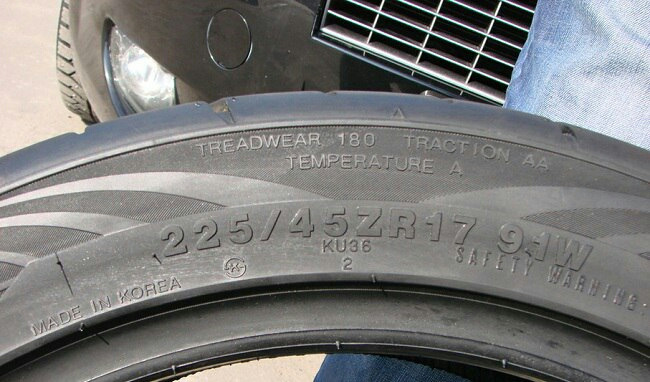 TREADWEAR 180 TRACTION AA
TEMPERATURE A
225/45ZR17 91W
KU36
2
SAFETY WARNING
MADE IN KOREA